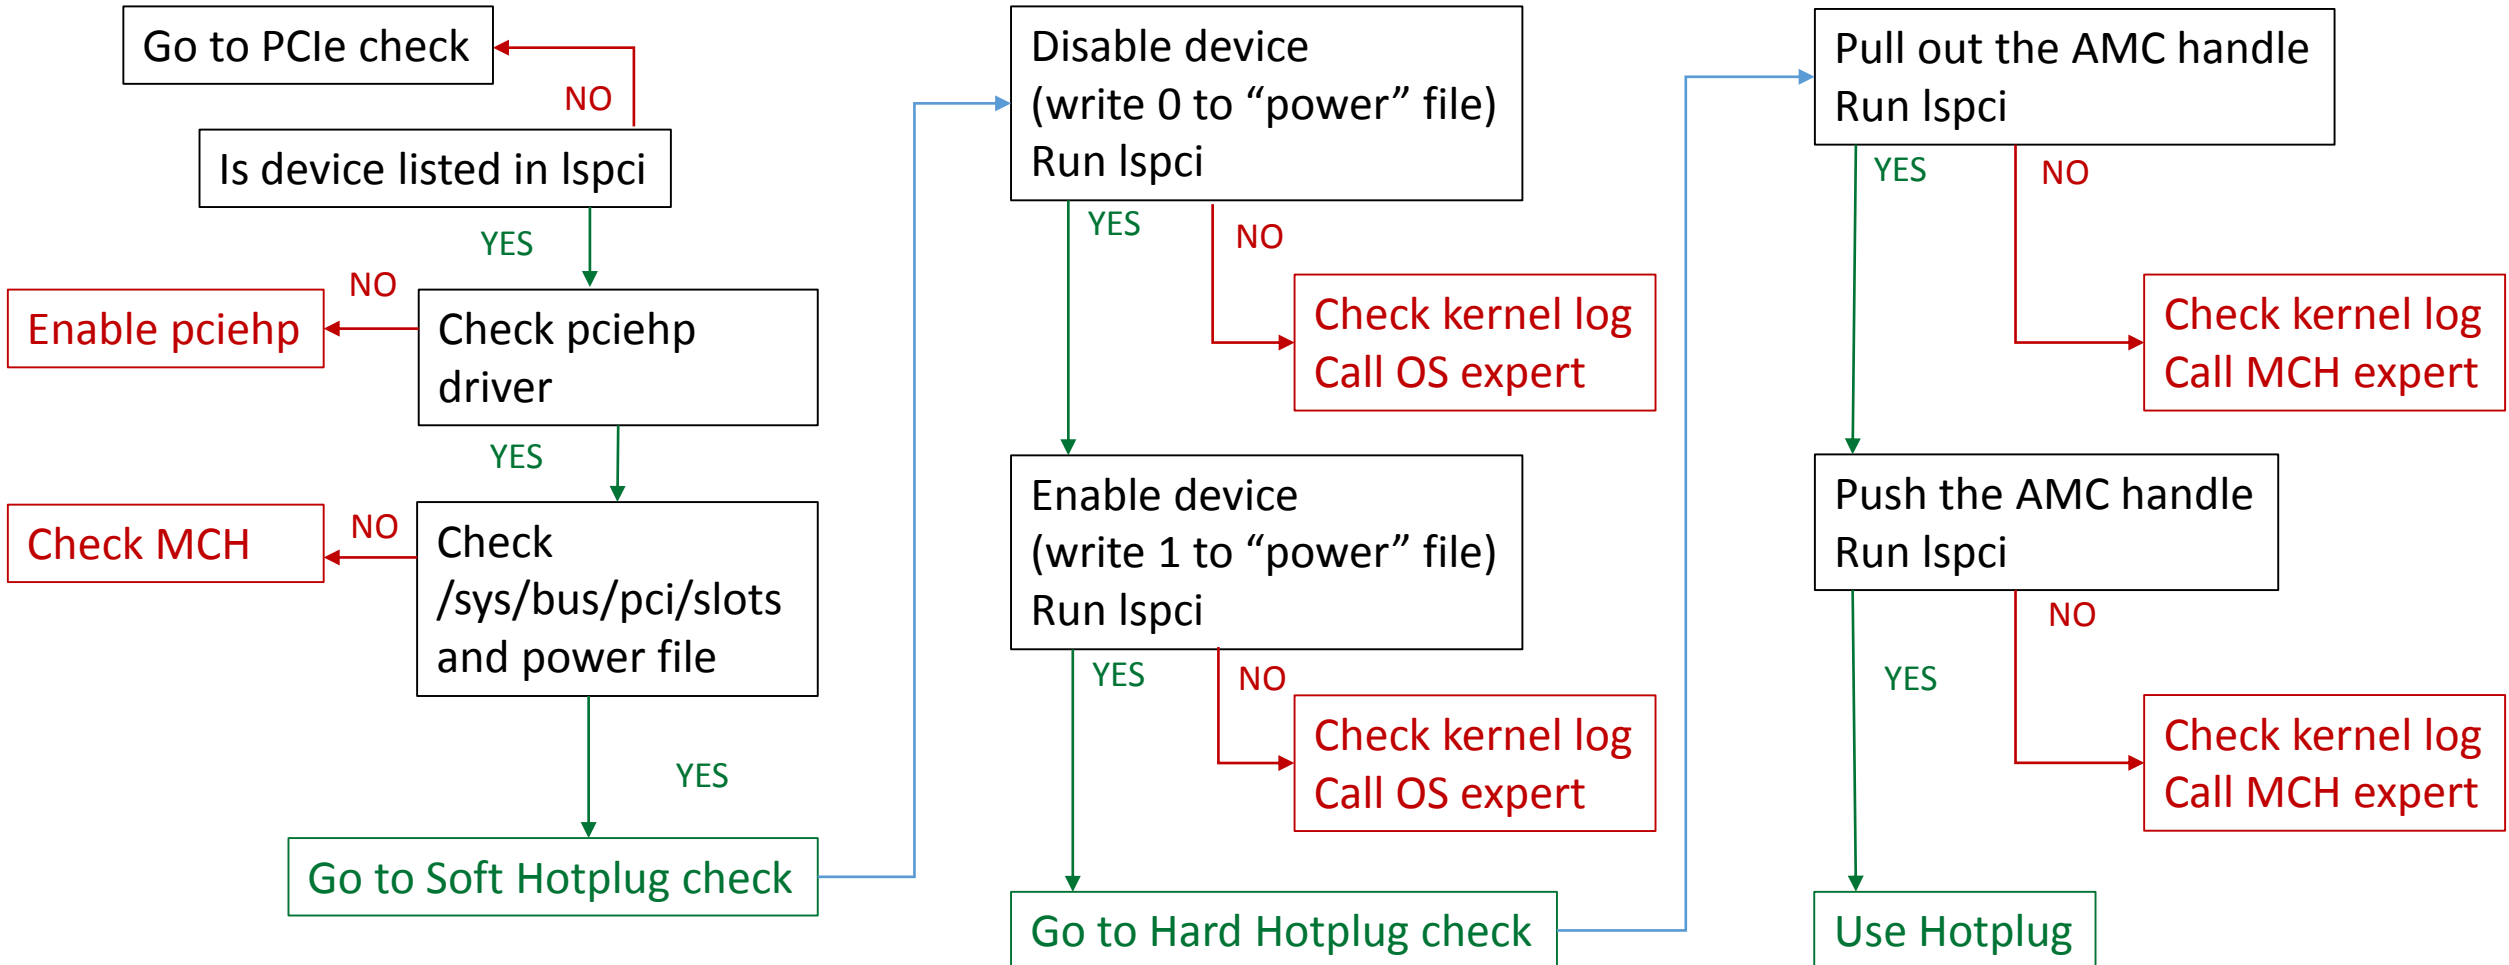 Go to PCIe check
NO
Is device listed in lspci
YES
NO
Enable pciehp
Check pciehp
driver
YES
NO
Check MCH
Check
/sys/bus/pci/slots
and power file
YES
Go to Soft Hotplug check
Disable device
(write 0 to “power” file)
Run lspci
YES
NO
Check kernel log
Call OS expert
Enable device
(write 1 to “power” file)
Run lspci
YES
NO
Check kernel log
Call OS expert
Go to Hard Hotplug check
Pull out the AMC handle
Run lspci
YES
NO
Check kernel log
Call MCH expert
Push the AMC handle
Run lspci
NO
YES
Check kernel log
Call MCH expert
Use Hotplug